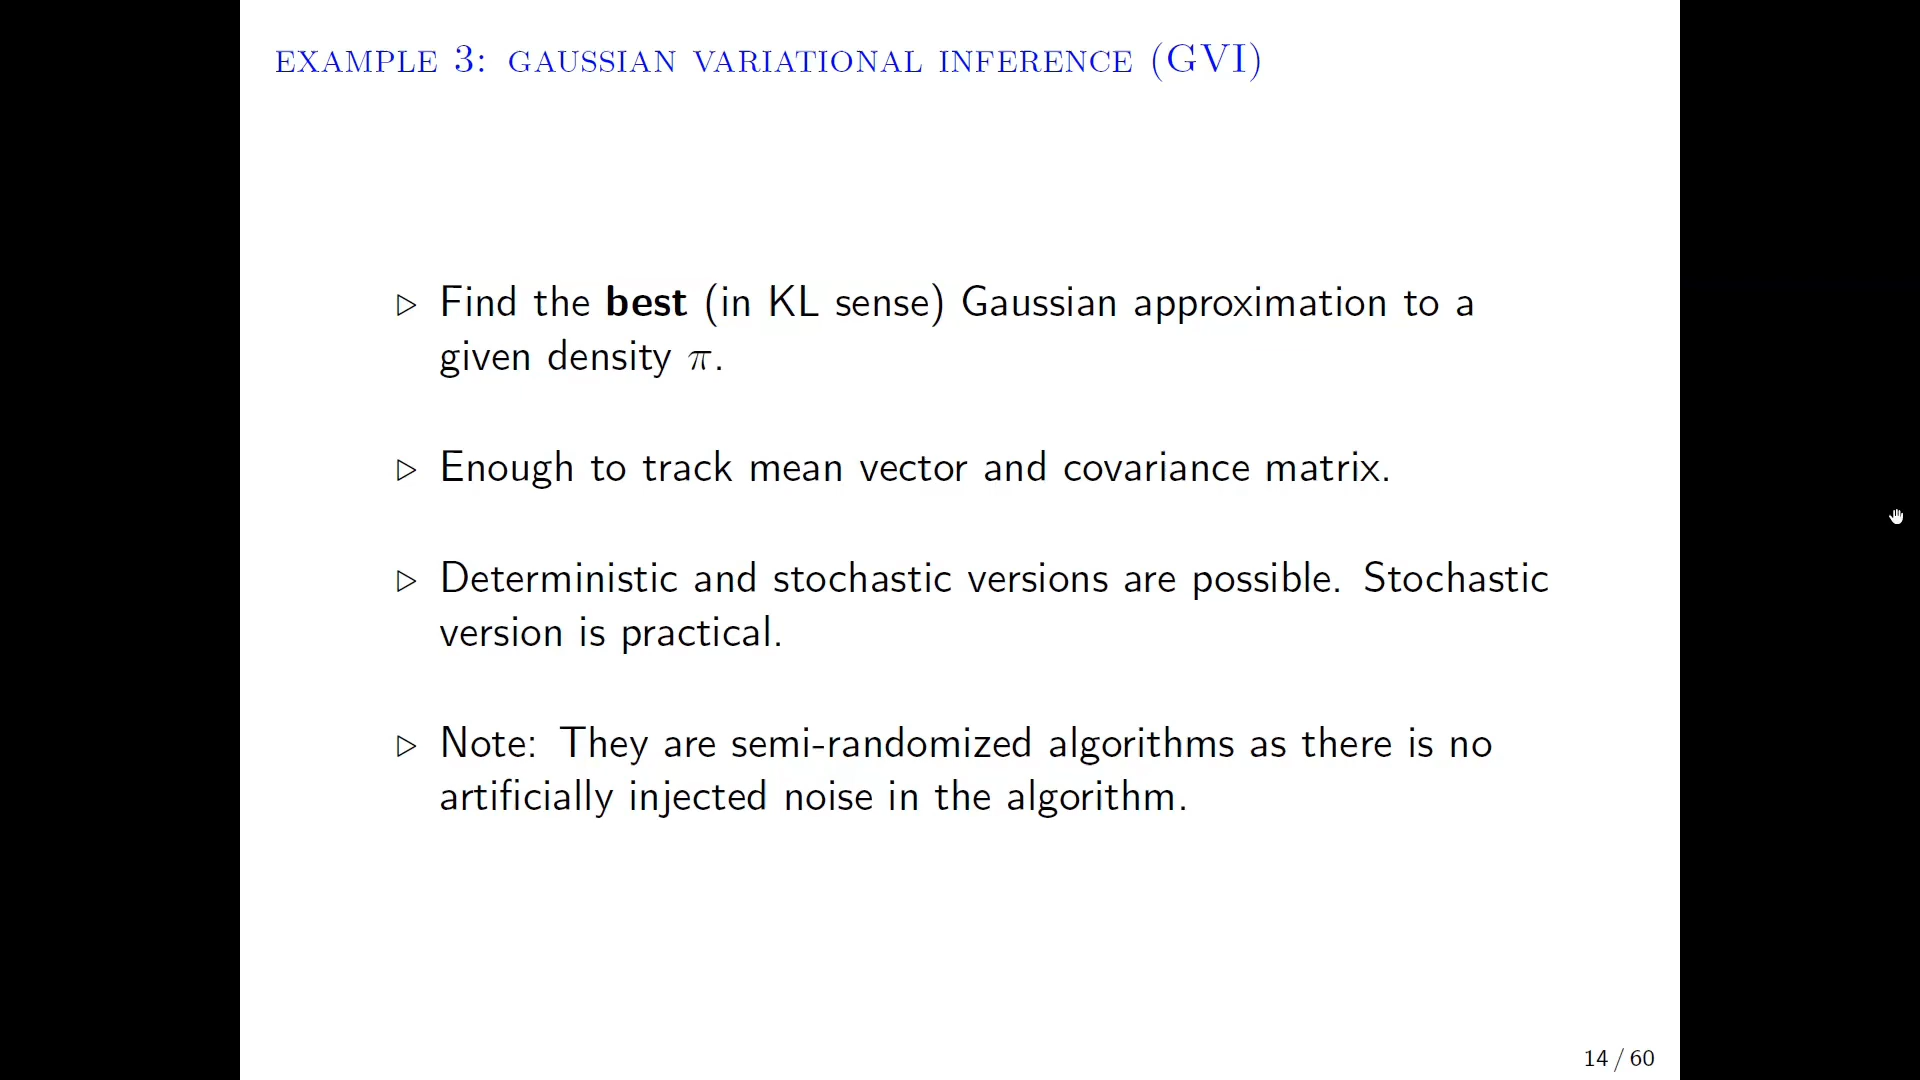 EXAMPLE 3: GAUSSIAN VARIATIONAL INFERENCE (GVI)
▷ Find the best (in KL sense) Gaussian approximation to a
given density π.
▷ Enough to track mean vector and covariance matrix.
▷ Deterministic and stochastic versions are possible. Stochastic
version is practical.
▷ Note: They are semi-randomized algorithms as there is no
artificially injected noise in the algorithm.
14 / 60